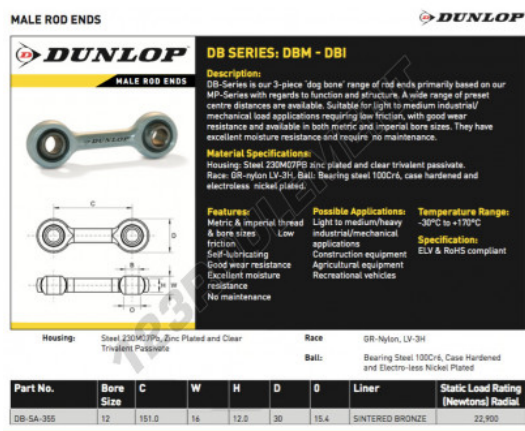 MALE ROD ENDS
DUNLOP
DUNLOP
MALE ROD ENDS
DUNLOP
DB SERIES: DBM - DBI
Description:
DB-Series is our 3-piece 'dog bone' range of rod ends primarily based on our
MP-Series with regards to function and structure. A wide range of preset
centre distances are available. Suitable for light to medium industrial/
mechanical load applications requiring low friction, with good wear
resistance and available in both metric and imperial bore sizes. They have
excellent moisture resistance and require no maintenance.
Material Specifications:
Housing: Steel 230M07PB zinc plated and clear trivalent passivate.
Race: GR-nylon LV-3H, Ball: Bearing steel 100Cr6, case hardened and
electroless nickel plated.
Features:
Metric & imperial thread
& bore sizes Low
friction
Self-lubricating
Good wear resistance
Excellent moisture
resistance
No maintenance
Possible Applications:
Light to medium/heavy
industrial/mechanical
applications
Construction equipment
Agricultural equipment
Recreational vehicles
Temperature Range:
-30°C to +170°C
Specification:
ELV & RoHS compliant
C
D
B
H
W
O
Housing: Steel 230M07Pb, Zinc Plated and Clear
Trivalent Passivate
Race GR-Nylon, LV-3H
Ball: Bearing Steel 100Cr6, Case Hardened
and Electro-less Nickel Plated
Part No. Bore Size C W H D O Liner Static Load Rating (Newtons) Radial
DB-SA-355 12 151.0 16 12.0 30 15.4 SINTERED BRONZE 22,900